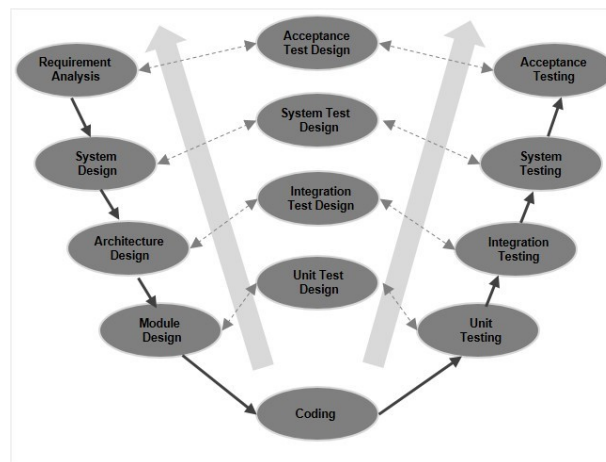 Acceptance
Test Design
Requirement
Analysis
Acceptance
Testing
System Test
Design
System
Design
System
Testing
Integration
Test Design
Architecture
Design
Integration
Testing
Unit Test
Design
Module
Design
Unit
Testing
Coding